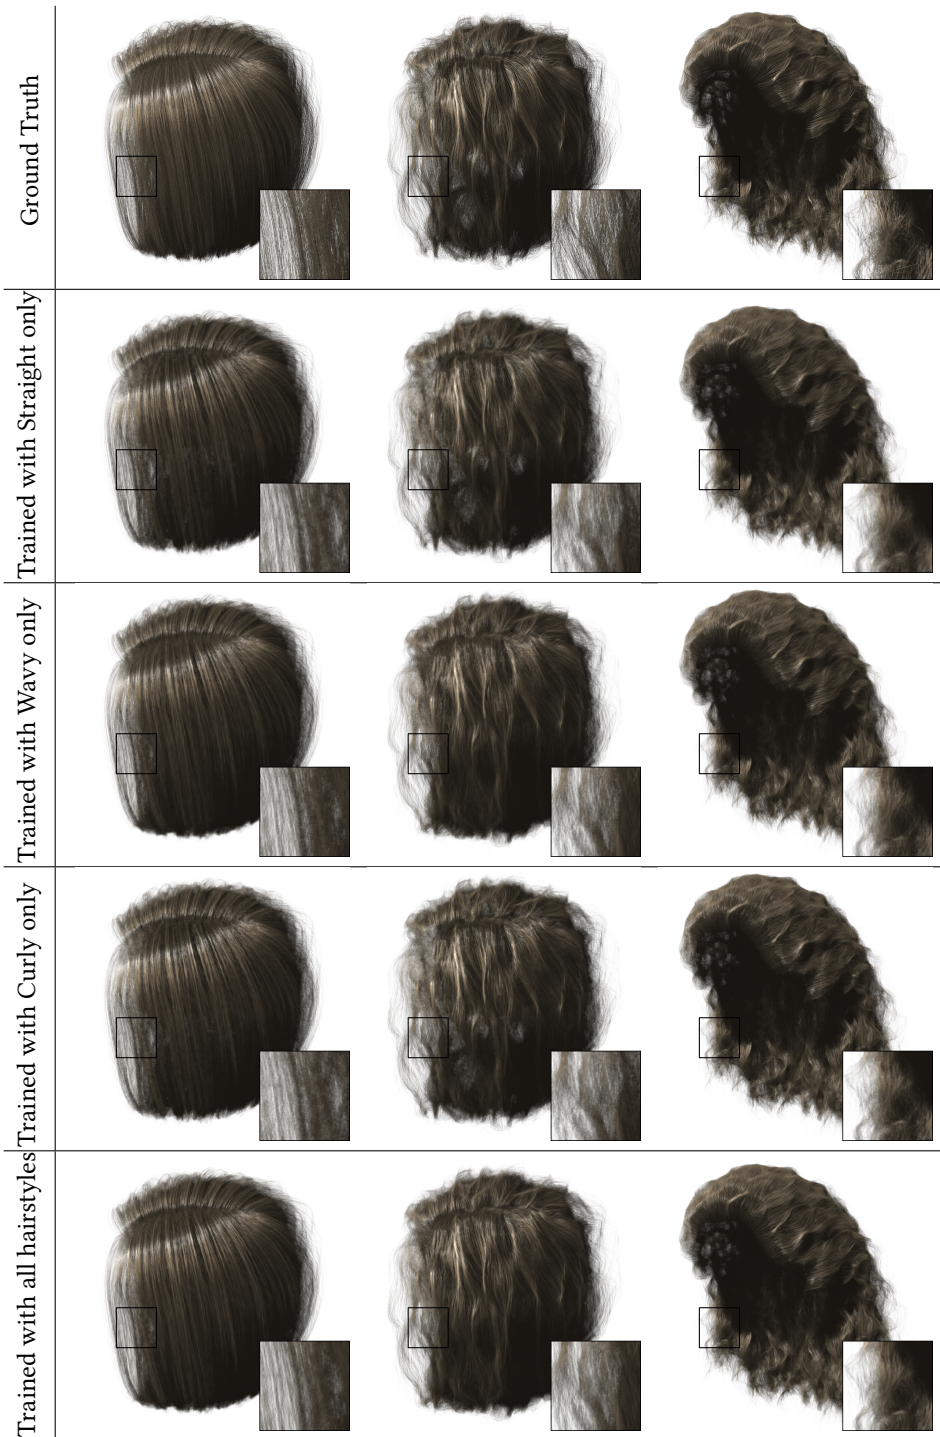 Ground Truth
Trained with Straight only
Trained with Wavy only
Trained with Curly only
Trained with all hairstyles